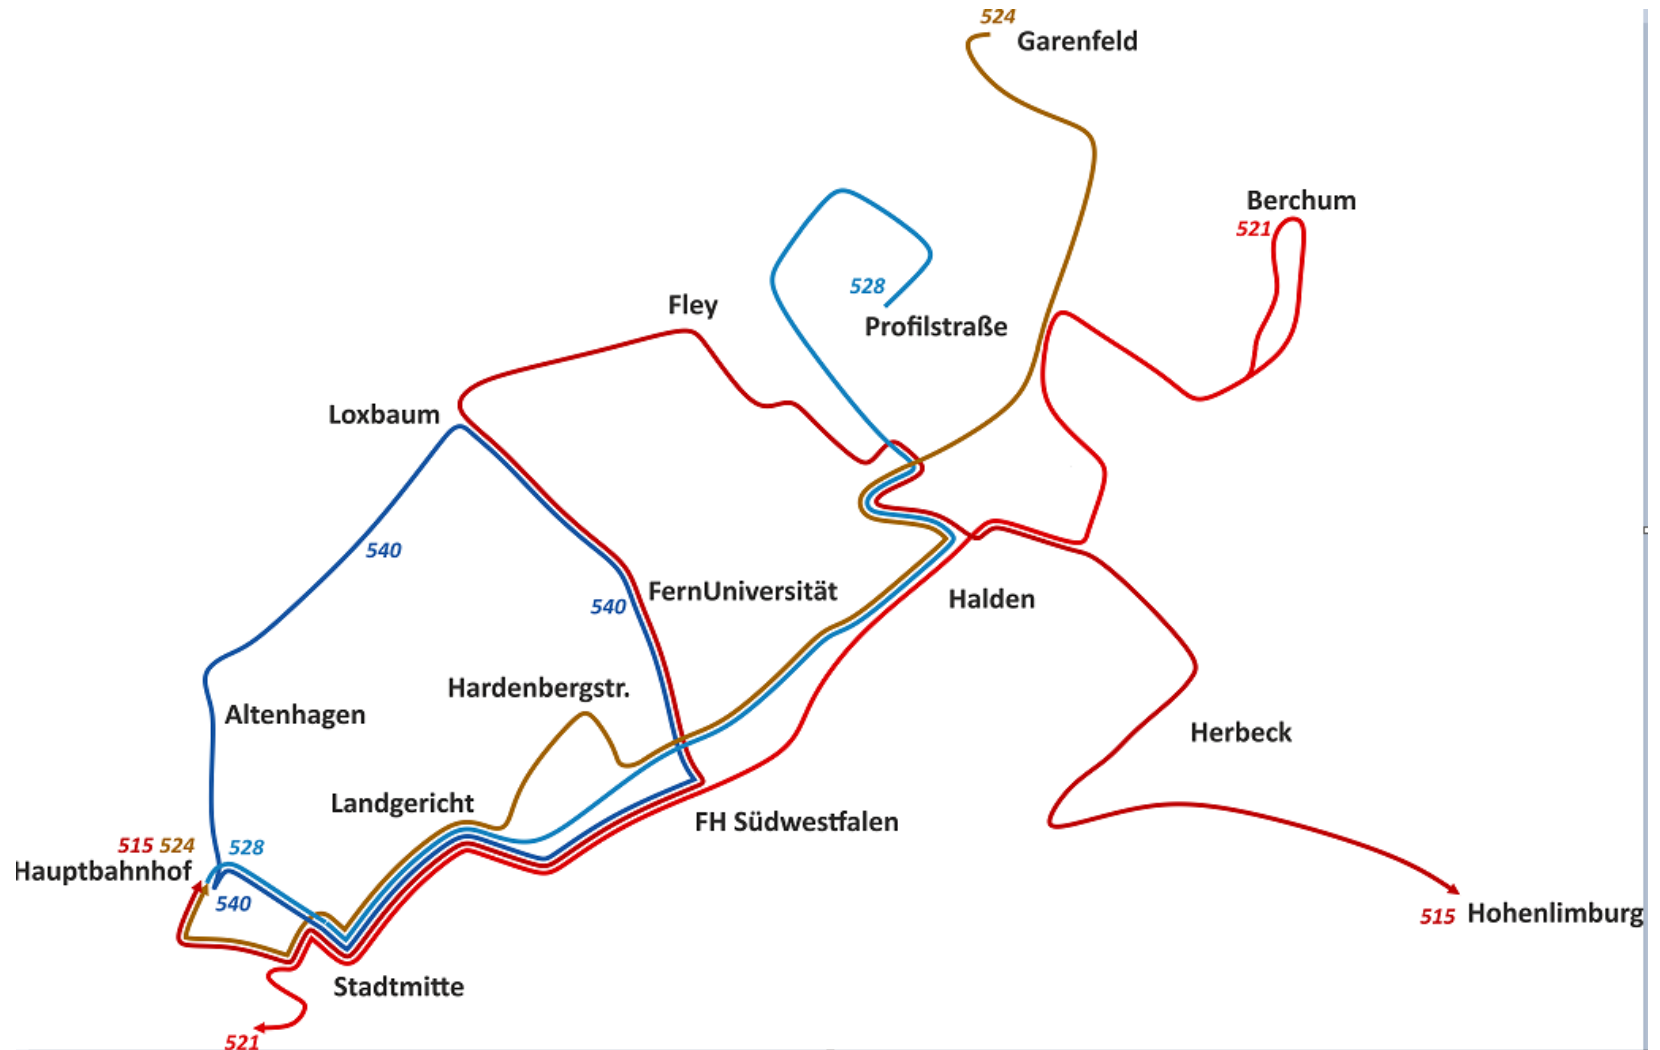 524
Garenfeld
Berchum
521
528
Profilstraße
Fley
Loxbaum
540
FernUniversität
540
Halden
Hardenbergstr.
Altenhagen
Herbeck
Landgericht
FH Südwestfalen
515 524 528
Hauptbahnhof
540
515 Hohenlimburg
Stadtmitte
521